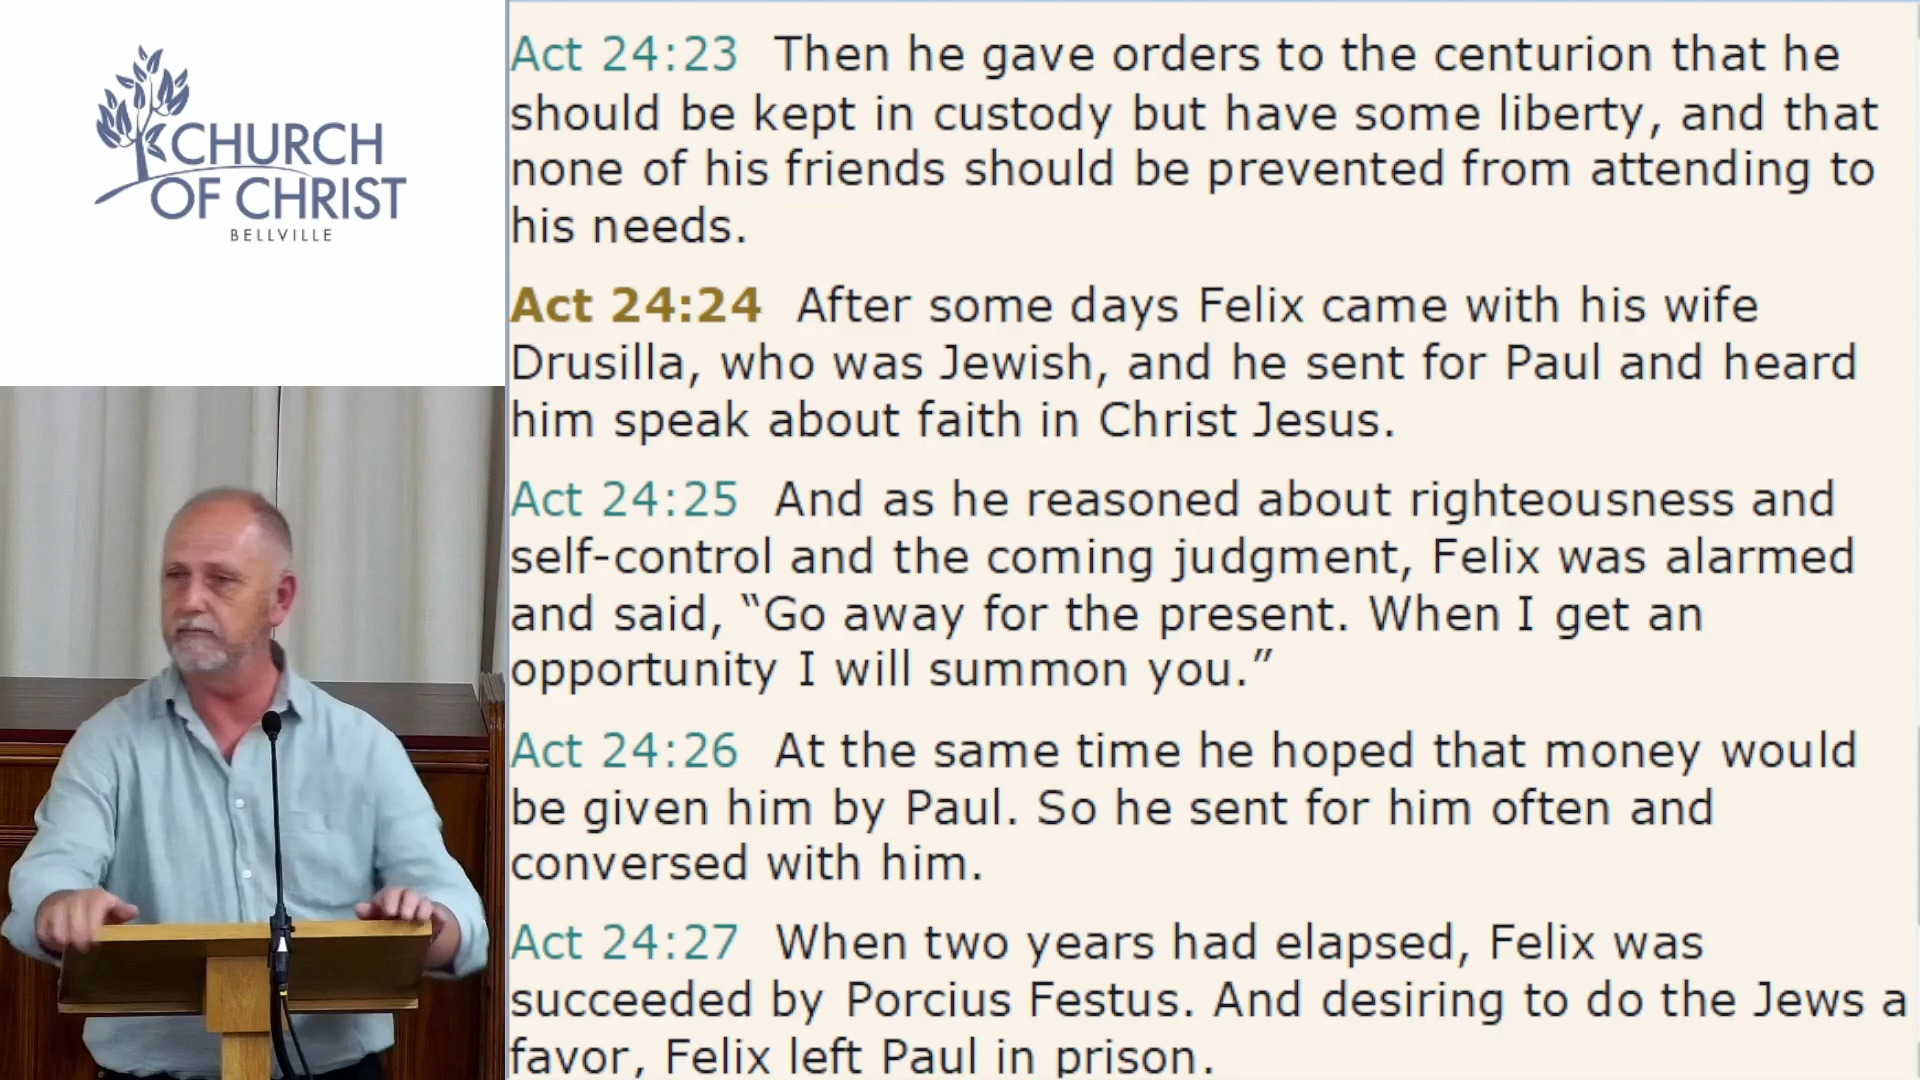 CHURCH
OF CHRIST
BELLVILLE
Act 24:23 Then he gave orders to the centurion that he
should be kept in custody but have some liberty, and that
none of his friends should be prevented from attending to
his needs.
Act 24:24 After some days Felix came with his wife
Drusilla, who was Jewish, and he sent for Paul and heard
him speak about faith in Christ Jesus.
Act 24:25 And as he reasoned about righteousness and
self-control and the coming judgment, Felix was alarmed
and said, “Go away for the present. When I get an
opportunity I will summon you.”
Act 24:26 At the same time he hoped that money would
be given him by Paul. So he sent for him often and
conversed with him.
Act 24:27 When two years had elapsed, Felix was
succeeded by Porcius Festus. And desiring to do the Jews a
favor, Felix left Paul in prison.